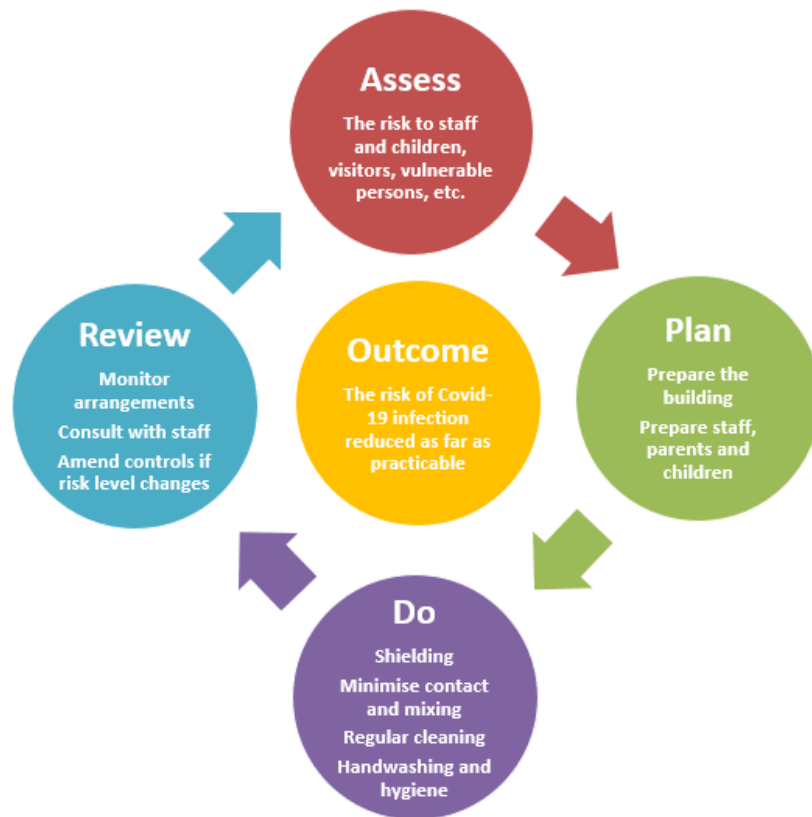 Assess
The risk to staff
and children,
visitors, vulnerable
persons, etc.
Plan
Prepare the
building
Prepare staff,
parents and
children
Do
Shielding
Minimise contact
and mixing
Regular cleaning
Handwashing and
hygiene
Review
Monitor
arrangements
Consult with staff
Amend controls if
risk level changes
Outcome
The risk of Covid-
19 infection
reduced as far as
practicable